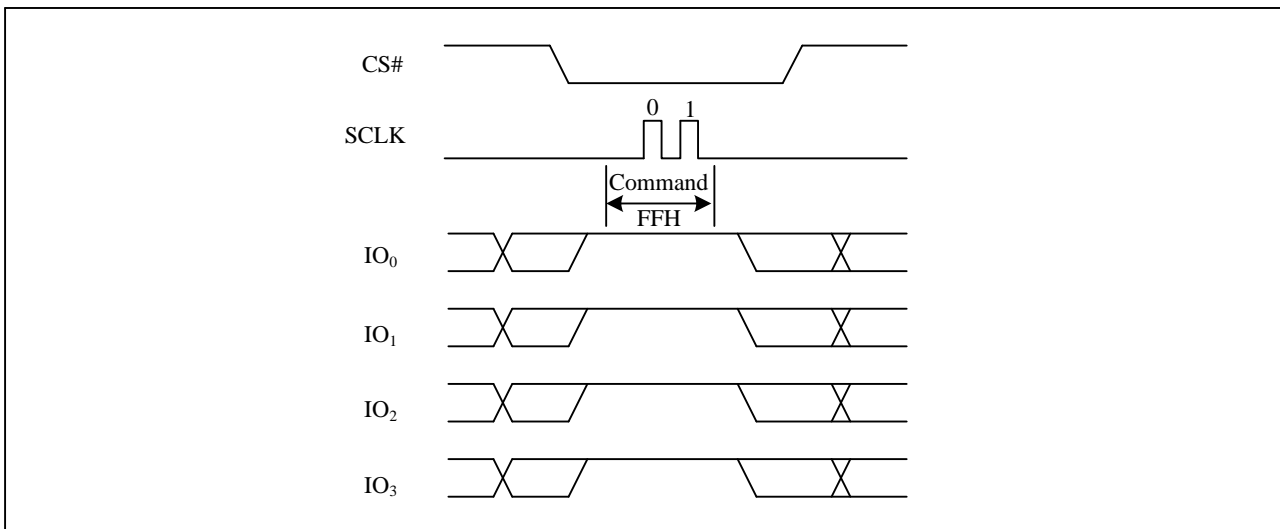 CS#
0 1
SCLK
Command
FFH
IO₀
IO₁
IO₂
IO₃